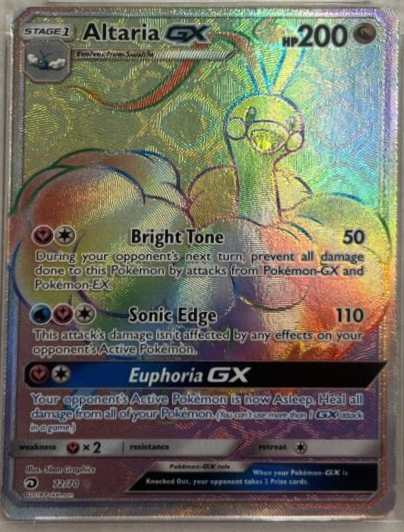 STAGE 1 Altaria GX HP 200
Evolves from Swablu
Bright Tone 50
During your opponent's next turn, prevent all damage
done to this Pokémon by attacks from Pokémon-GX and
Pokémon-EX.
Sonic Edge 110
This attack's damage isn't affected by any effects on your
opponent's Active Pokémon.
Euphoria GX
Your opponent's Active Pokémon is now Asleep. Heal all
damage from all of your Pokémon. (You can't use more than 1 GX attack
in a game.)
weakness ×2 resistance retreat
Illus. 5ban Graphics
72/70
©2018 Pokémon
Pokémon-GX rule
When your Pokémon-GX is
Knocked Out, your opponent takes 2 Prize cards.